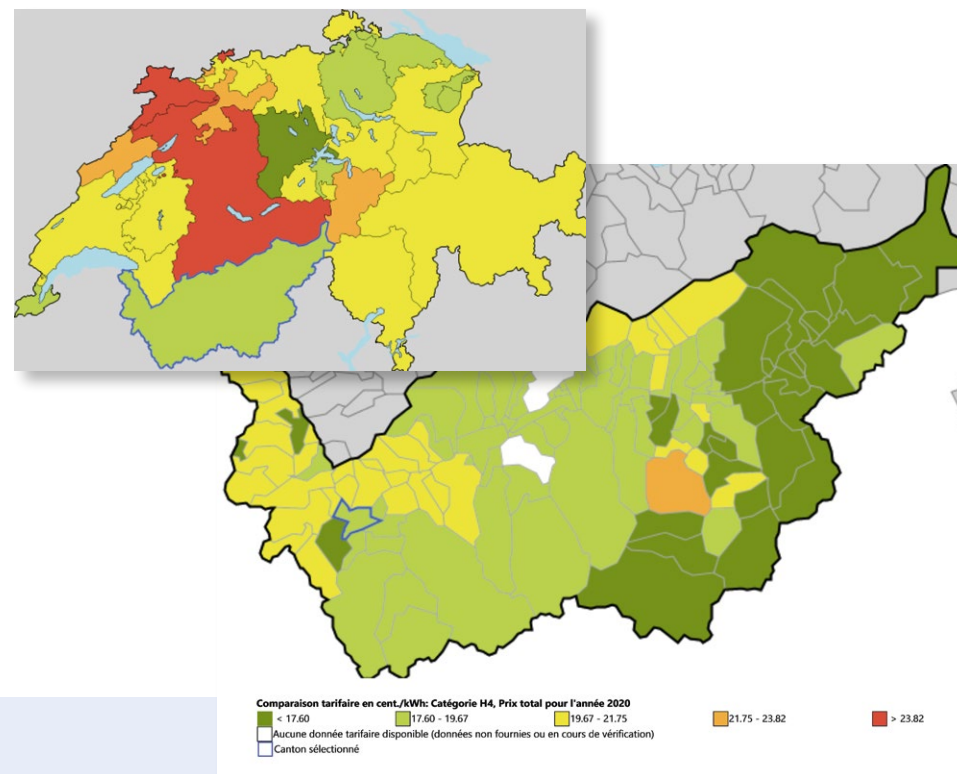 Comparaison tarifaire en cent./kWh: Catégorie H4, Prix total pour l'année 2020
< 17.60 17.60 - 19.67 19.67 - 21.75 21.75 - 23.82 > 23.82
Aucune donnée tarifaire disponible (données non fournies ou en cours de vérification)
Canton sélectionné